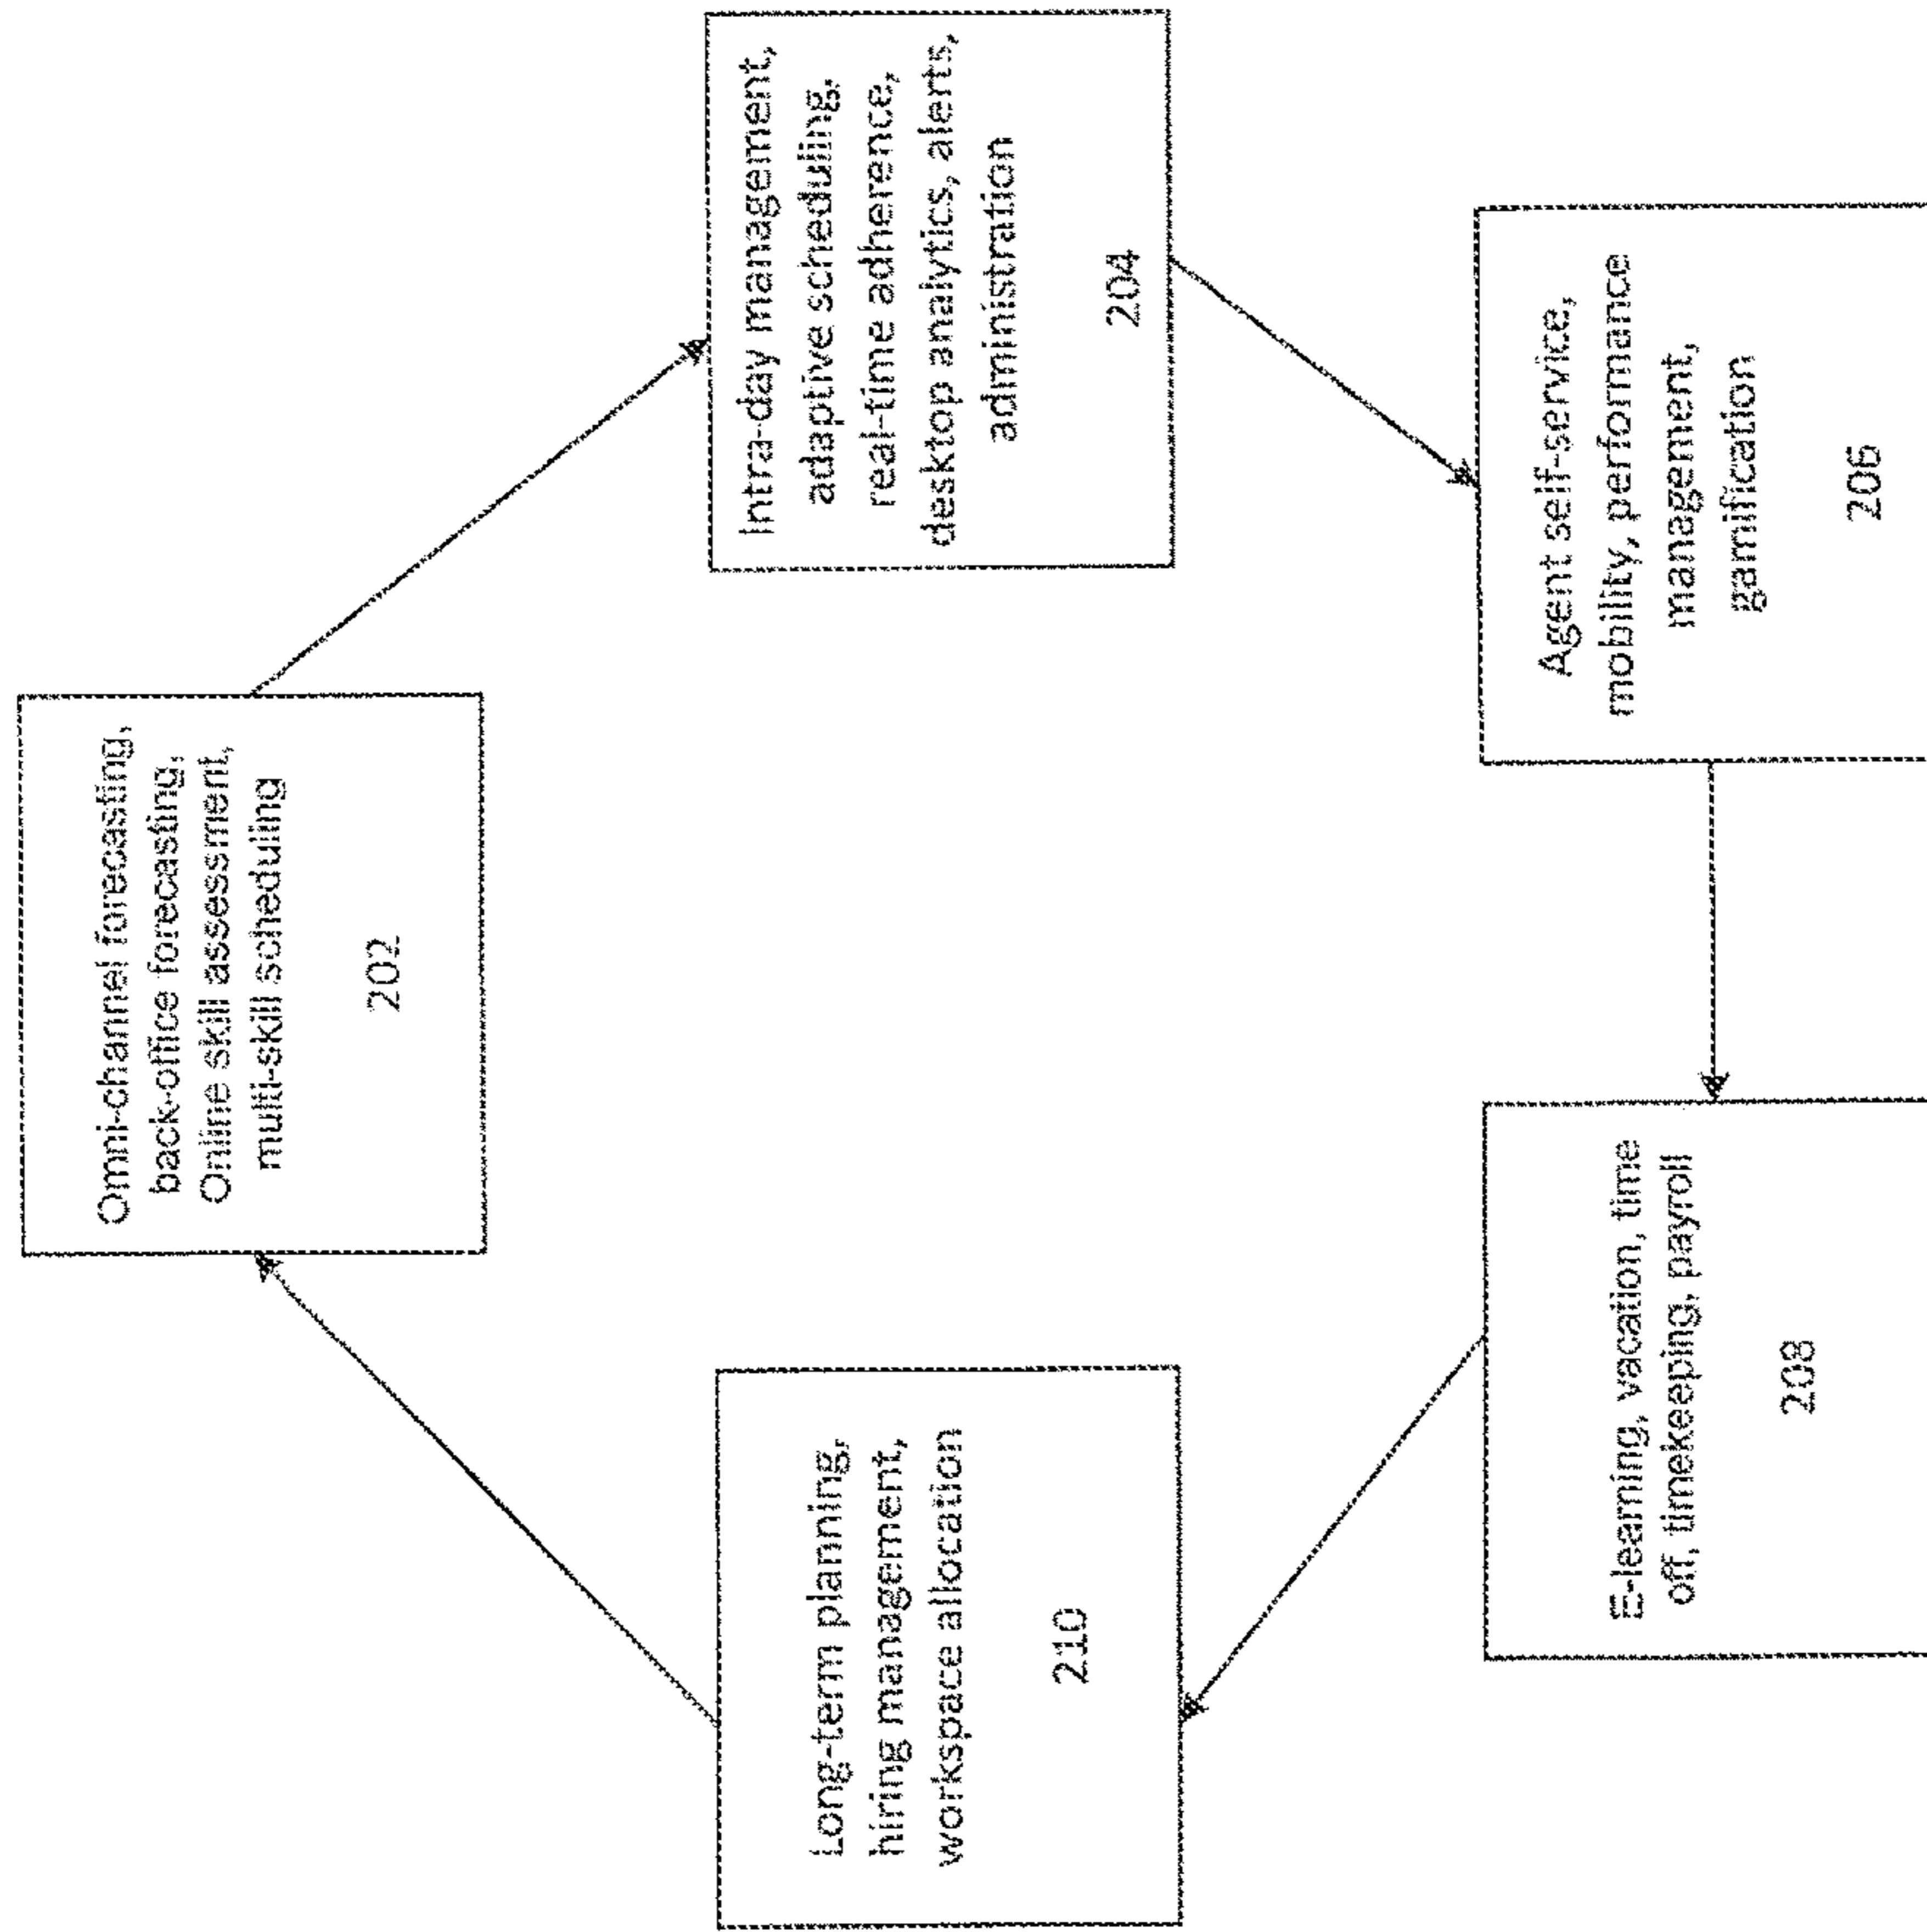 Omni-channel forecasting,
back-office forecasting,
Online skill assessment,
multi-skill scheduling
202
Intra-day management,
adaptive scheduling,
real-time adherence,
desktop analytics, alerts,
administration
204
Agent self-service,
mobility, performance
management,
gamification
206
E-learning, vacation, time
off, timekeeping, payroll
208
Long-term planning,
hiring management,
workspace allocation
210